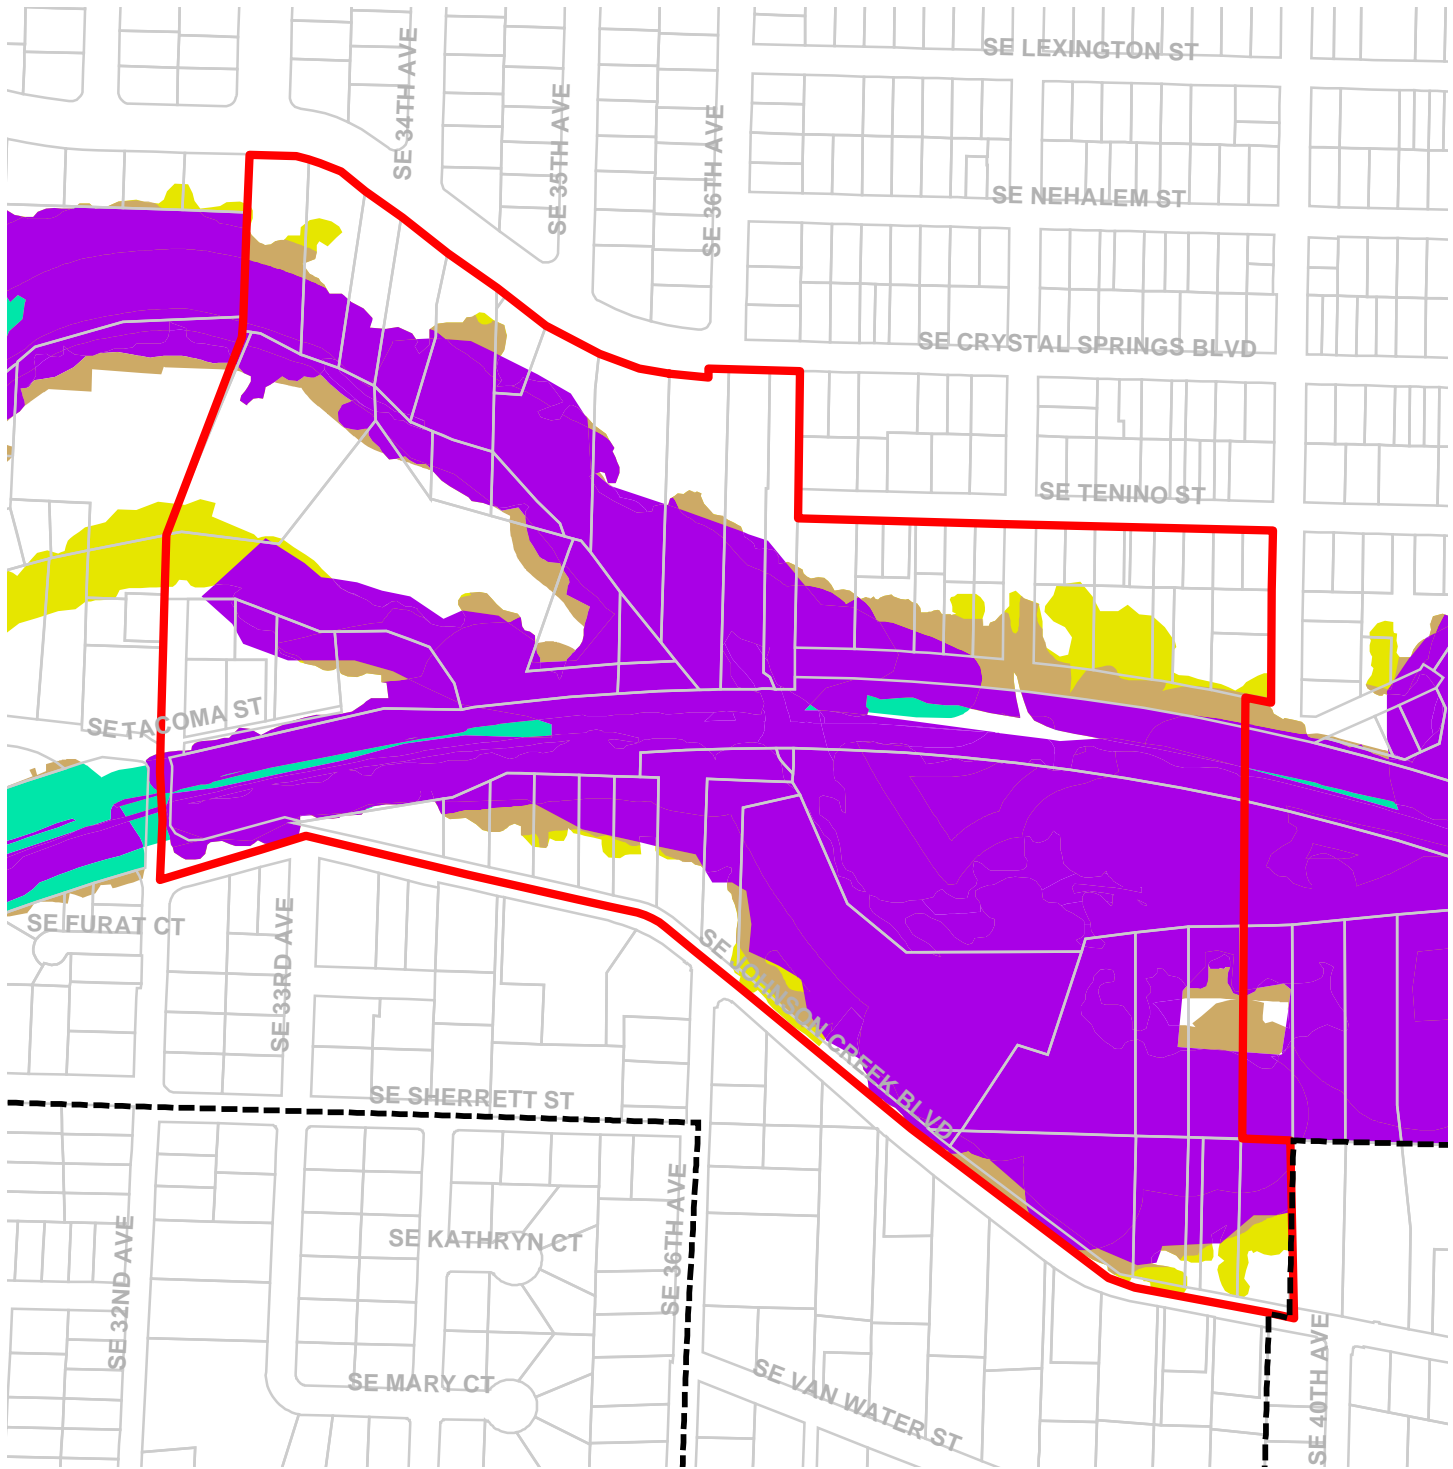 SE LEXINGTON ST
SE 34TH AVE
SE 35TH AVE
SE 36TH AVE
SE NEHALEM ST
SE CRYSTAL SPRINGS BLVD
SE TENINO ST
SE TACOMA ST
SE FURAT CT
SE 33RD AVE
SE JOHNSON CREEK BLVD
SE SHERRETT ST
SE 36TH AVE
SE KATHRYN CT
SE 32ND AVE
SE MARY CT
SE VAN WATER ST
SE 40TH AVE